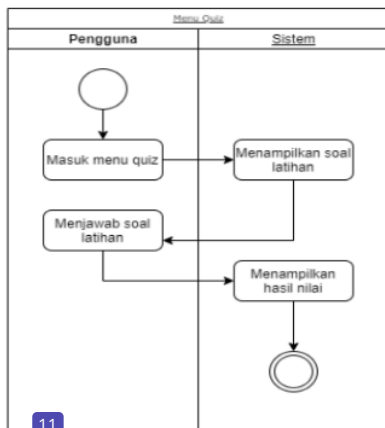 Menu Quiz
Pengguna
Sistem
Masuk menu quiz
Menampilkan soal
latihan
Menjawab soal
latihan
Menampilkan
hasil nilai
11